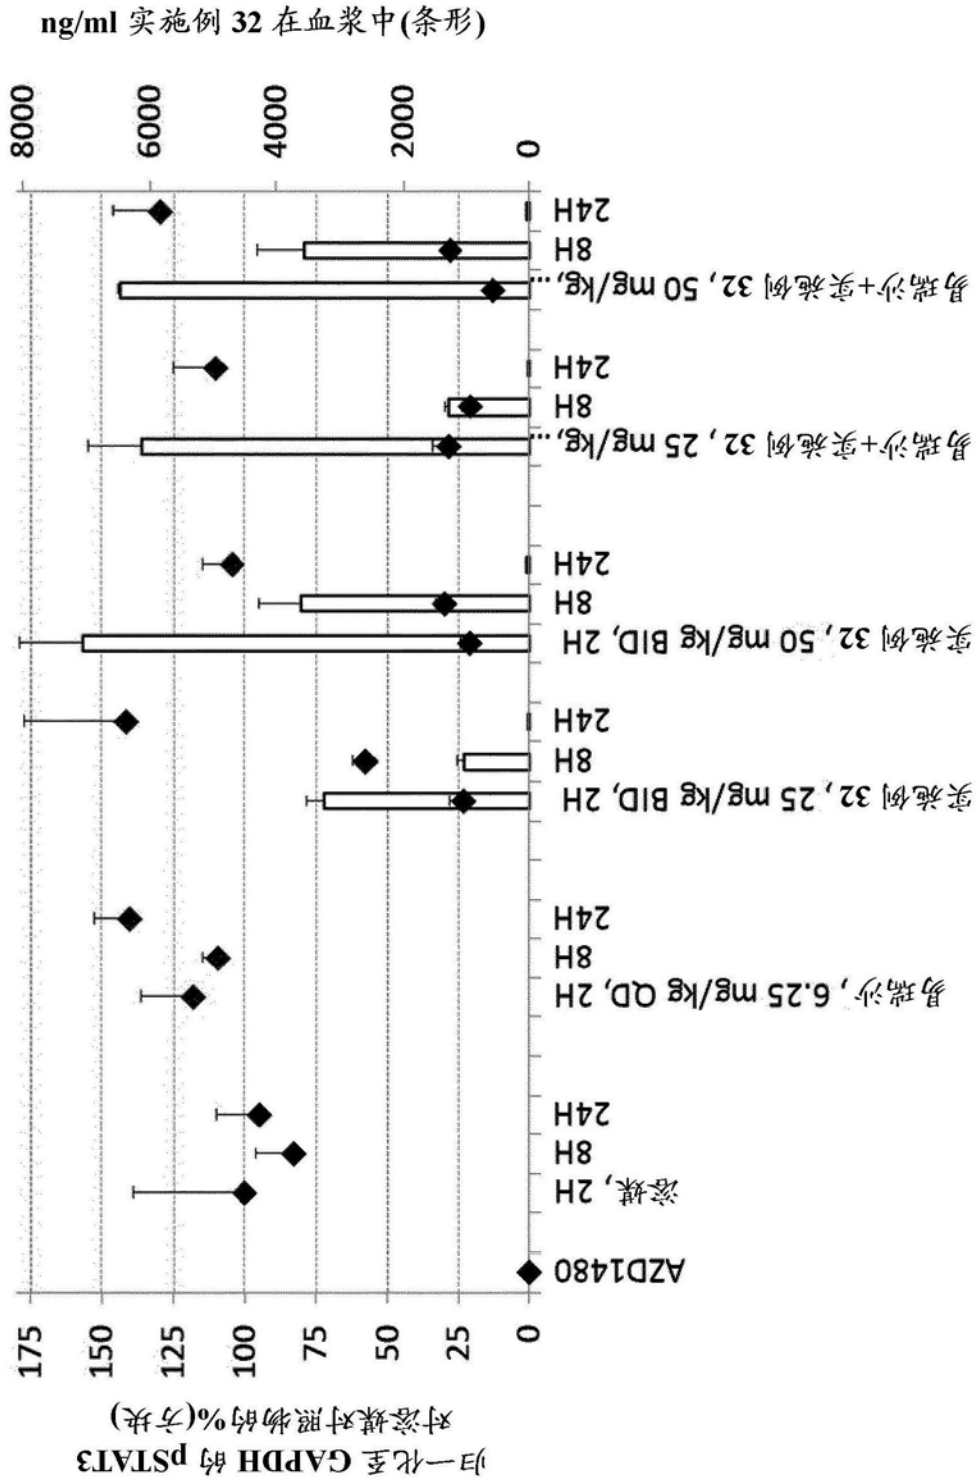 ng/ml 实施例 32 在血浆中(条形)
8000
6000
4000
2000
0
175
150
125
100
75
50
25
0
归一化至 GAPDH 的 pSTAT3
对溶媒对照物的%(方块)
AZD1480
溶媒, 2H
8H
24H
易瑞沙, 6.25 mg/kg QD, 2H
8H
24H
实施例 32, 25 mg/kg BID, 2H
8H
24H
实施例 32, 50 mg/kg BID, 2H
8H
24H
易瑞沙+实施例 32, 25 mg/kg,...
8H
24H
易瑞沙+实施例 32, 50 mg/kg,...
8H
24H